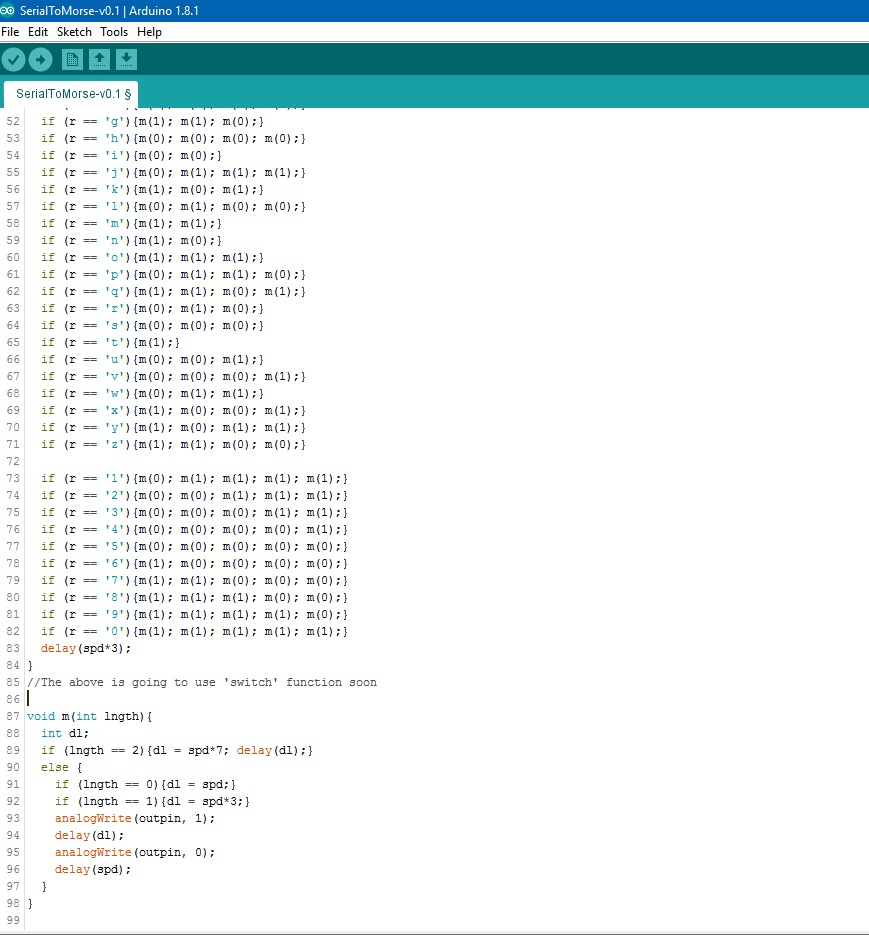 SerialToMorse-v0.1 | Arduino 1.8.1
File Edit Sketch Tools Help
SerialToMorse-v0.1 §
52 if (r == 'g'){m(1); m(1); m(0);}
53 if (r == 'h'){m(0); m(0); m(0); m(0);}
54 if (r == 'i'){m(0); m(0);}
55 if (r == 'j'){m(0); m(1); m(1); m(1);}
56 if (r == 'k'){m(1); m(0); m(1);}
57 if (r == 'l'){m(0); m(1); m(0); m(0);}
58 if (r == 'm'){m(1); m(1);}
59 if (r == 'n'){m(1); m(0);}
60 if (r == 'o'){m(1); m(1); m(1);}
61 if (r == 'p'){m(0); m(1); m(1); m(0);}
62 if (r == 'q'){m(1); m(1); m(0); m(1);}
63 if (r == 'r'){m(0); m(1); m(0);}
64 if (r == 's'){m(0); m(0); m(0);}
65 if (r == 't'){m(1);}
66 if (r == 'u'){m(0); m(0); m(1);}
67 if (r == 'v'){m(0); m(0); m(0); m(1);}
68 if (r == 'w'){m(0); m(1); m(1);}
69 if (r == 'x'){m(1); m(0); m(0); m(1);}
70 if (r == 'y'){m(1); m(0); m(1); m(1);}
71 if (r == 'z'){m(1); m(1); m(0); m(0);}
72
73 if (r == '1'){m(0); m(1); m(1); m(1); m(1);}
74 if (r == '2'){m(0); m(0); m(1); m(1); m(1);}
75 if (r == '3'){m(0); m(0); m(0); m(1); m(1);}
76 if (r == '4'){m(0); m(0); m(0); m(0); m(1);}
77 if (r == '5'){m(0); m(0); m(0); m(0); m(0);}
78 if (r == '6'){m(1); m(0); m(0); m(0); m(0);}
79 if (r == '7'){m(1); m(1); m(0); m(0); m(0);}
80 if (r == '8'){m(1); m(1); m(1); m(0); m(0);}
81 if (r == '9'){m(1); m(1); m(1); m(1); m(0);}
82 if (r == '0'){m(1); m(1); m(1); m(1); m(1);}
83 delay(spd*3);
84 }
85 //The above is going to use 'switch' function soon
86
87 void m(int lngth){
88 int dl;
89 if (lngth == 2){dl = spd*7; delay(dl);}
90 else {
91 if (lngth == 0){dl = spd;}
92 if (lngth == 1){dl = spd*3;}
93 analogWrite(outpin, 1);
94 delay(dl);
95 analogWrite(outpin, 0);
96 delay(spd);
97 }
98 }
99